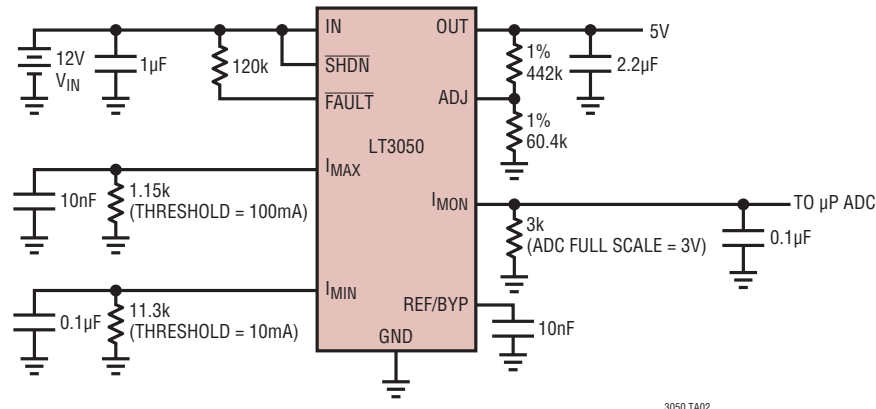 IN
OUT
5V
12V
VIN
1µF
120k
SHDN
1%
442k
2.2µF
FAULT
ADJ
1%
60.4k
LT3050
IMAX
10nF
1.15k
(THRESHOLD = 100mA)
IMON
TO µP ADC
3k
(ADC FULL SCALE = 3V)
0.1µF
IMIN
0.1µF
11.3k
(THRESHOLD = 10mA)
REF/BYP
10nF
GND
3050 TA02